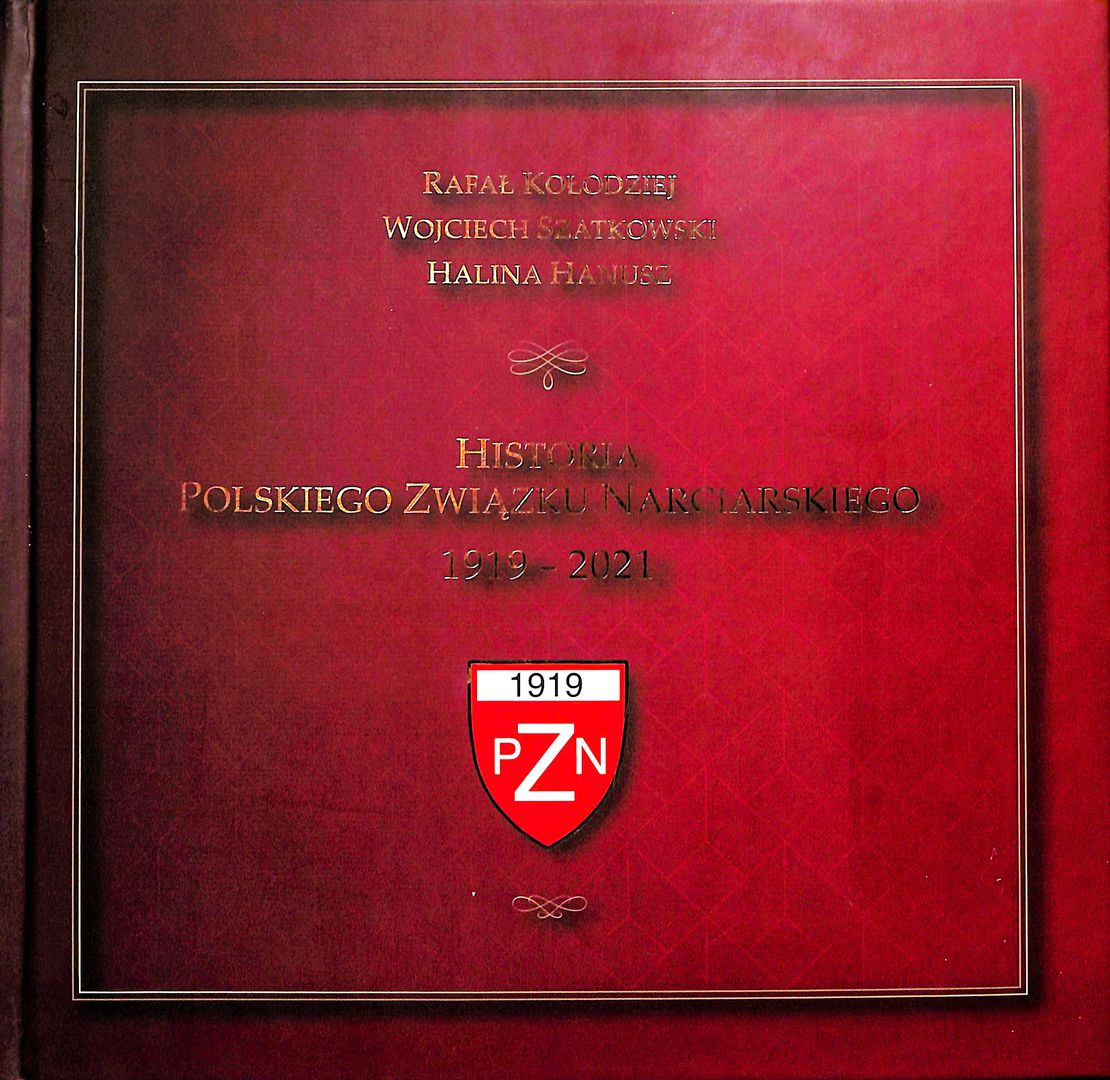 Rafał Kołodziej
Wojciech Szatkowski
Halina Hanusz
Historia
Polskiego Związku Narciarskiego
1919 – 2021
1919
PZN